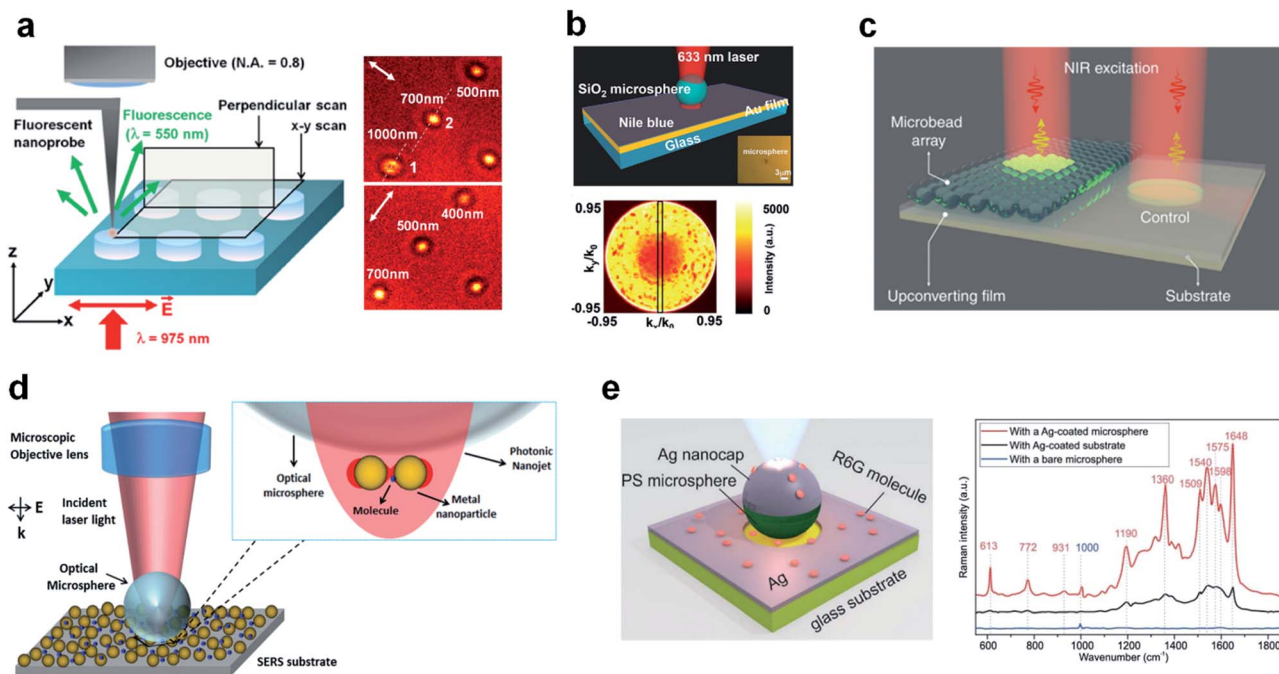 a
Objective (N.A. = 0.8)
Perpendicular scan
x-y scan
Fluorescent
nanoprobe
Fluorescence
(λ = 550 nm)
z
y
x
E
λ = 975 nm
500nm
700nm
2
1000nm
1
400nm
500nm
700nm
b
633 nm laser
SiO₂ microsphere
Nile blue
Au film
Glass
microsphere
3μm
0.95
kᵧ/k₀
-0.95
-0.95
kₓ/k₀
0.95
5000
Intensity (a.u.)
0
c
NIR excitation
Microbead
array
Control
Upconverting film
Substrate
d
Microscopic
Objective lens
E
k
Incident
laser light
Optical
Microsphere
SERS substrate
Optical
microsphere
Molecule
Metal
nanoparticle
Photonic
Nanojet
e
Ag nanocap
PS microsphere
R6G molecule
Ag
glass substrate
With a Ag-coated microsphere
With Ag-coated substrate
With a bare microsphere
Raman intensity (a.u.)
613
772
931
1000
1190
1360
1509
1540
1575
1598
1648
600 800 1000 1200 1400 1600 1800
Wavenumber (cm⁻¹)